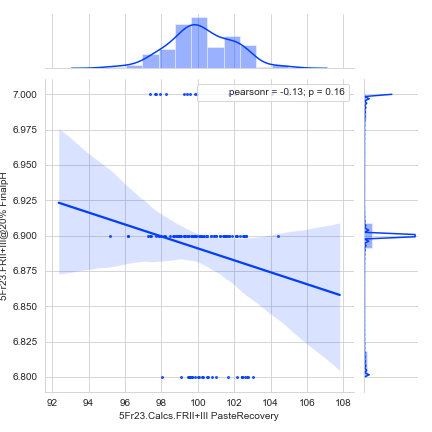 pearsonr = -0.13; p = 0.16
7.000
6.975
6.950
6.925
6.900
6.875
6.850
6.825
6.800
5Fr23.FRII+III@20% FinalpH
92 94 96 98 100 102 104 106 108
5Fr23.Calcs.FRII+III PasteRecovery